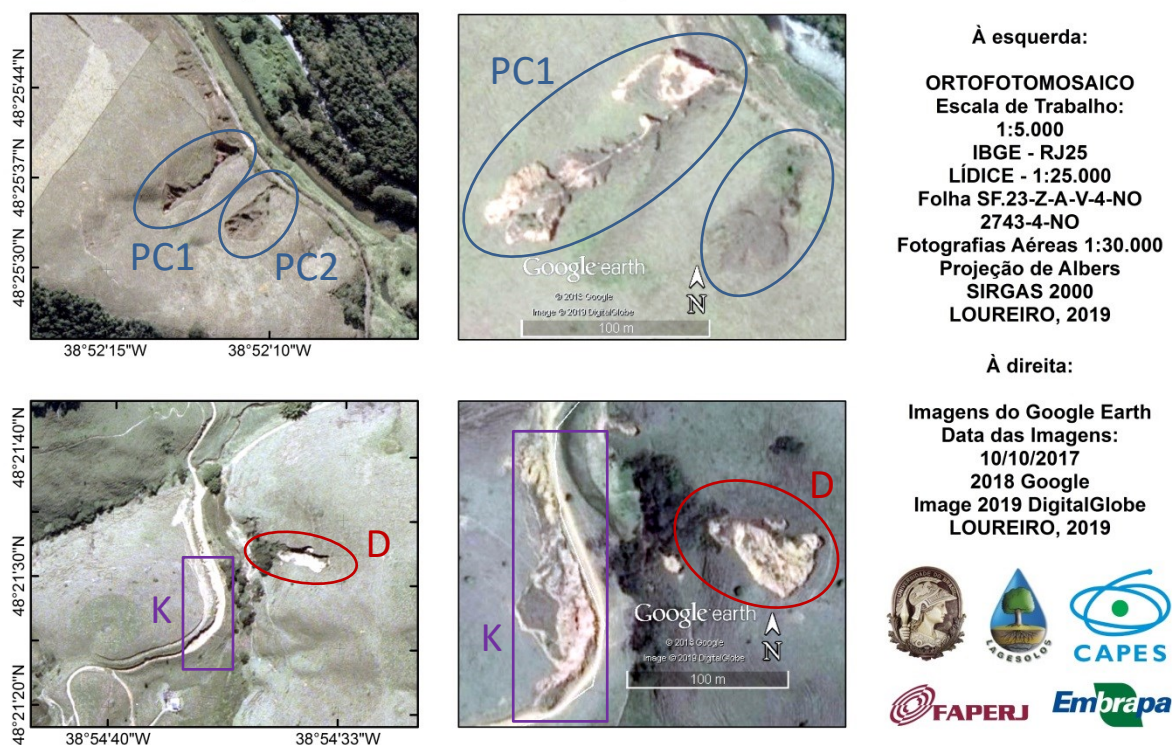 48°25'44"N
48°25'37"N
48°25'30"N
PC1
PC2
38°52'15"W
38°52'10"W
PC1
Google earth
© 2018 Google
Image © 2019 DigitalGlobe
100 m
N
48°21'40"N
48°21'30"N
48°21'20"N
K
D
38°54'40"W
38°54'33"W
K
D
Google earth
© 2018 Google
Image © 2019 DigitalGlobe
100 m
N
À esquerda:
ORTOFOTOMOSAICO
Escala de Trabalho:
1:5.000
IBGE - RJ25
LÍDICE - 1:25.000
Folha SF.23-Z-A-V-4-NO
2743-4-NO
Fotografias Aéreas 1:30.000
Projeção de Albers
SIRGAS 2000
LOUREIRO, 2019
À direita:
Imagens do Google Earth
Data das Imagens:
10/10/2017
2018 Google
Image 2019 DigitalGlobe
LOUREIRO, 2019
LAGESOLOS
CAPES
FAPERJ
Embrapa